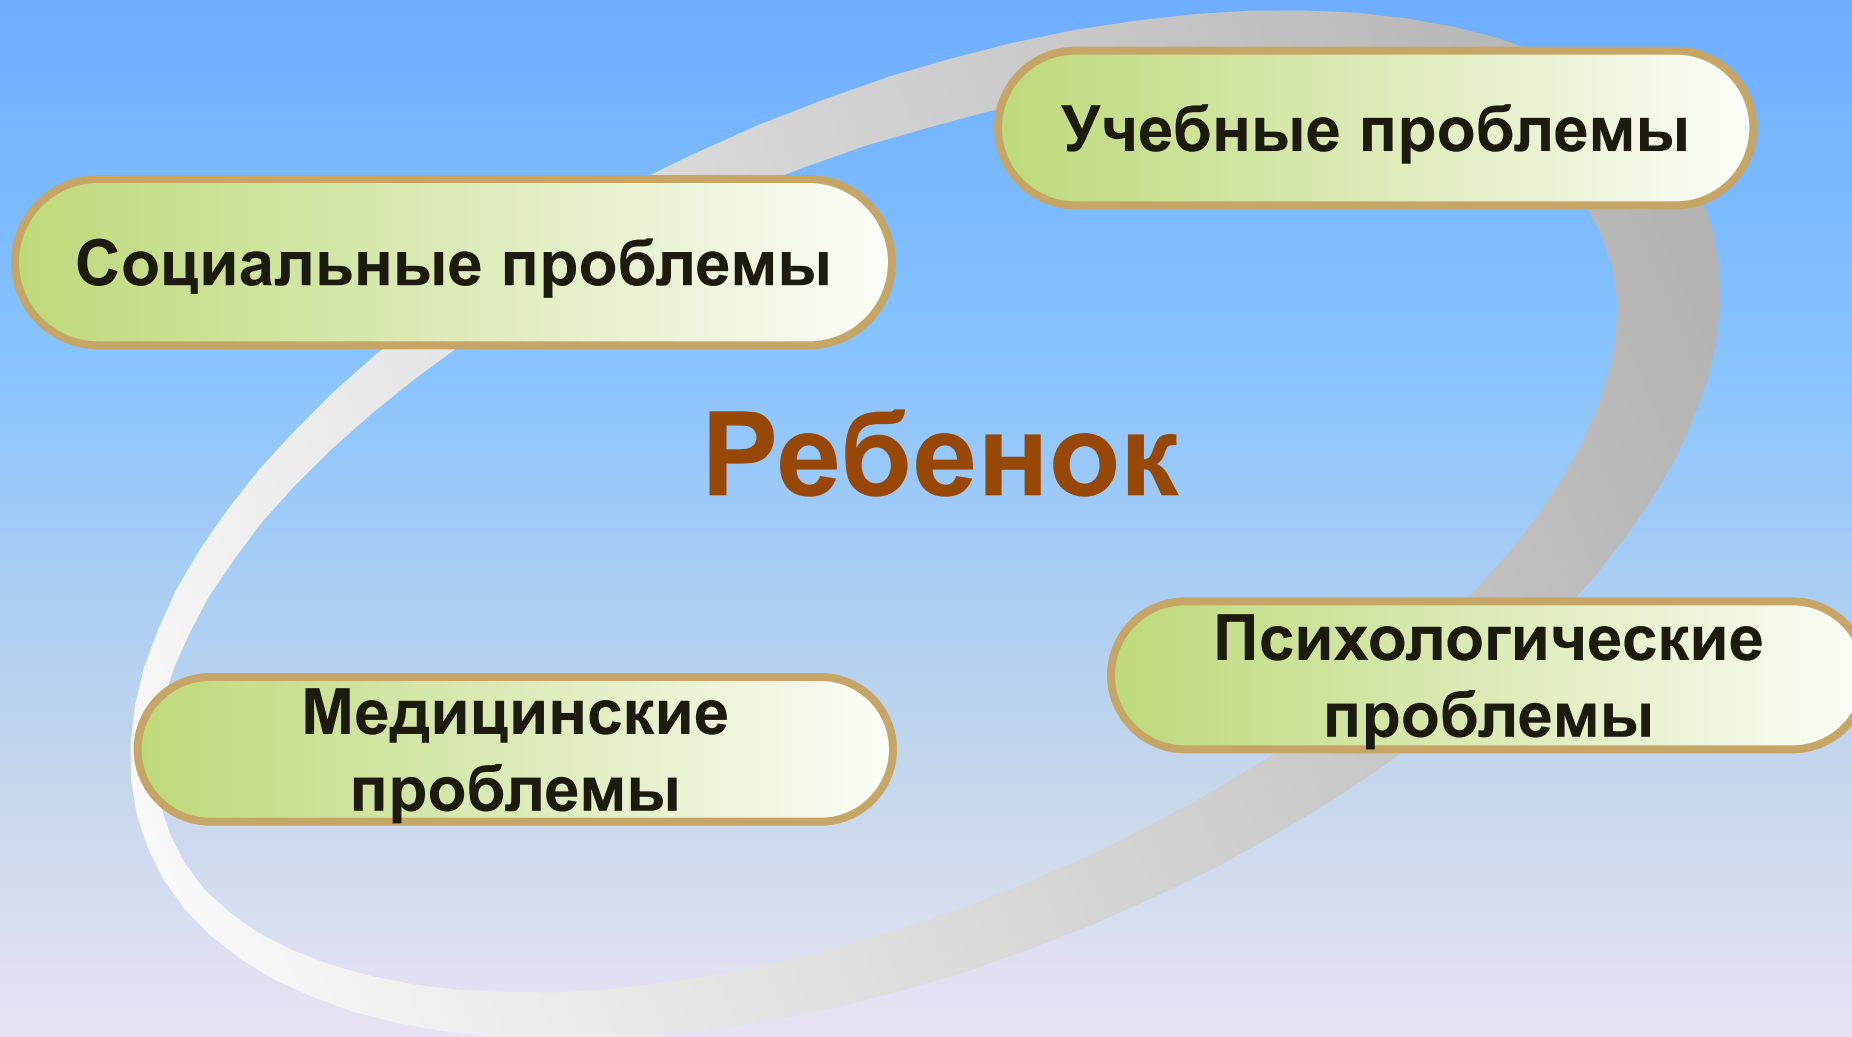 Учебные проблемы
Социальные проблемы
Ребенок
Психологические
проблемы
Медицинские
проблемы